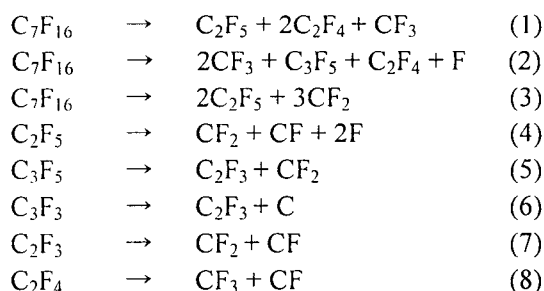 C₇F₁₆ → C₂F₅ + 2C₂F₄ + CF₃ (1)
C₇F₁₆ → 2CF₃ + C₃F₅ + C₂F₄ + F (2)
C₇F₁₆ → 2C₂F₅ + 3CF₂ (3)
C₂F₅ → CF₂ + CF + 2F (4)
C₃F₅ → C₂F₃ + CF₂ (5)
C₃F₃ → C₂F₃ + C (6)
C₂F₃ → CF₂ + CF (7)
C₂F₄ → CF₃ + CF (8)